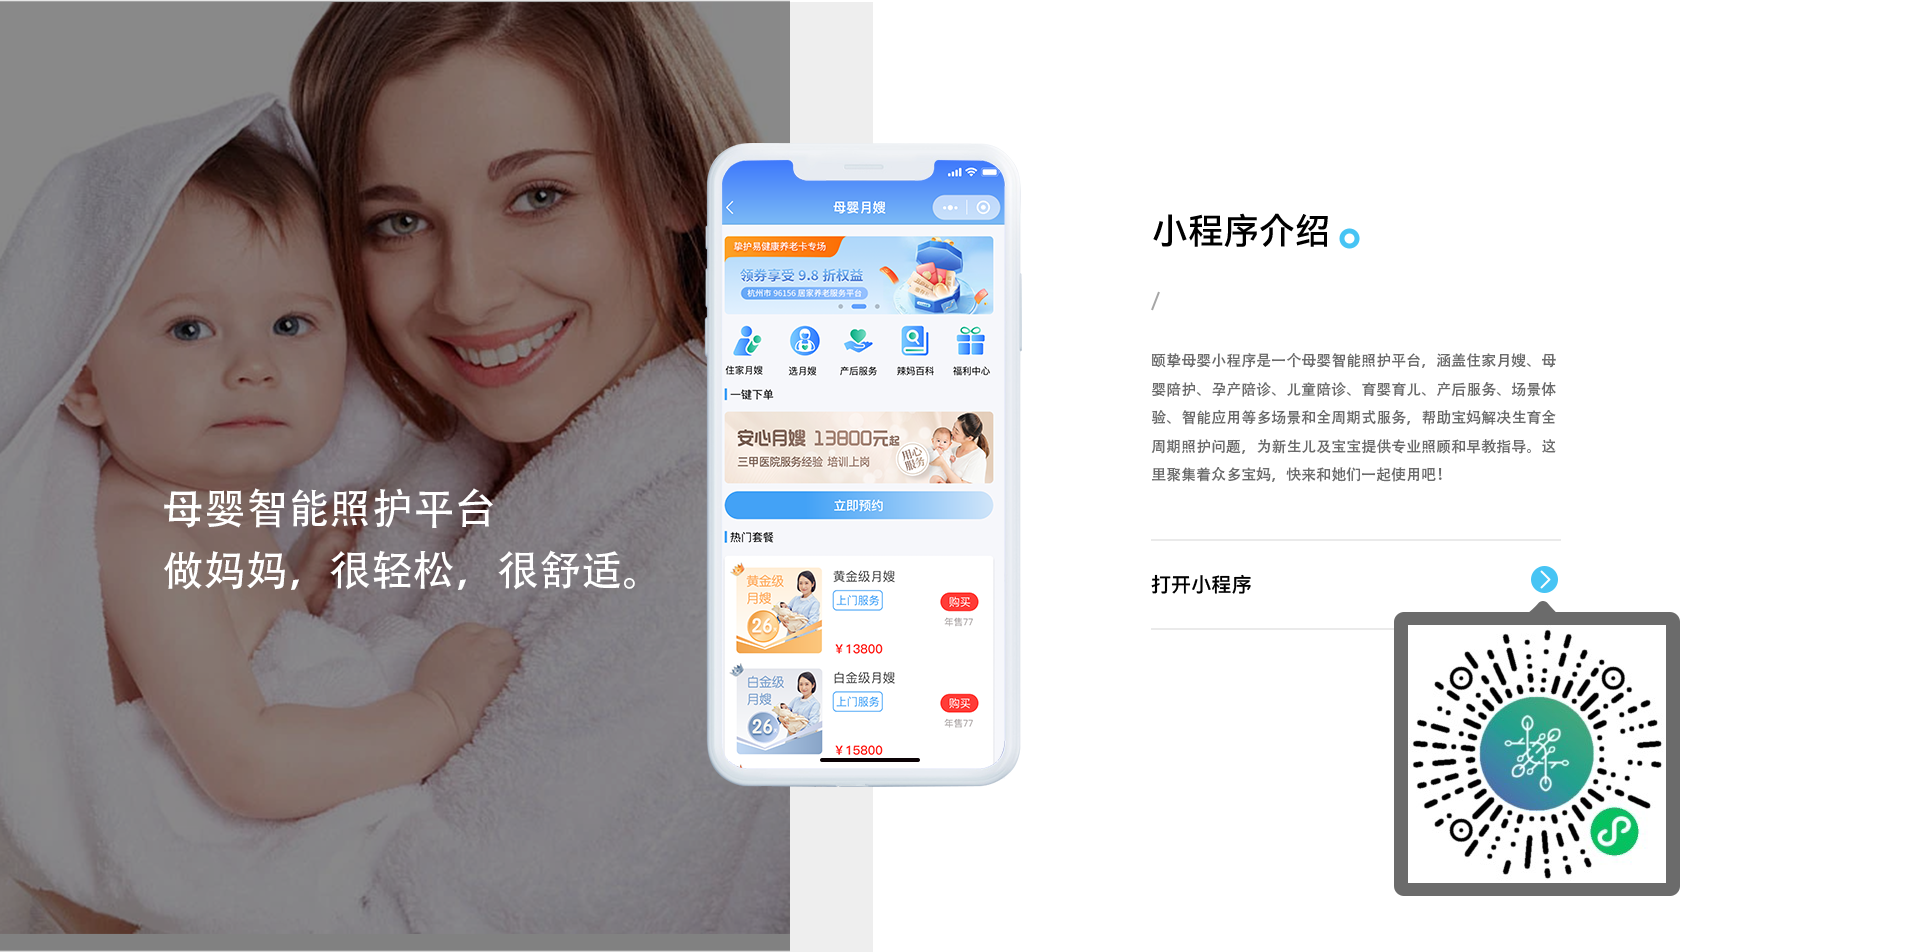 母婴智能照护平台
做妈妈，很轻松，很舒适。
母婴月嫂
挚护易健康养老卡专场
领券享受 9.8 折权益
杭州市 96156 居家养老服务平台
住家月嫂
选月嫂
产后服务
辣妈百科
福利中心
一键下单
安心月嫂 13800元起
三甲医院服务经验 培训上岗
用心
服务
立即预约
热门套餐
黄金级
月嫂
26
黄金级月嫂
上门服务
购买
年售77
￥13800
白金级
月嫂
26
白金级月嫂
上门服务
购买
年售77
￥15800
小程序介绍
/
颐挚母婴小程序是一个母婴智能照护平台，涵盖住家月嫂、母
婴陪护、孕产陪诊、儿童陪诊、育婴育儿、产后服务、场景体
验、智能应用等多场景和全周期式服务，帮助宝妈解决生育全
周期照护问题，为新生儿及宝宝提供专业照顾和早教指导。这
里聚集着众多宝妈，快来和她们一起使用吧！
打开小程序